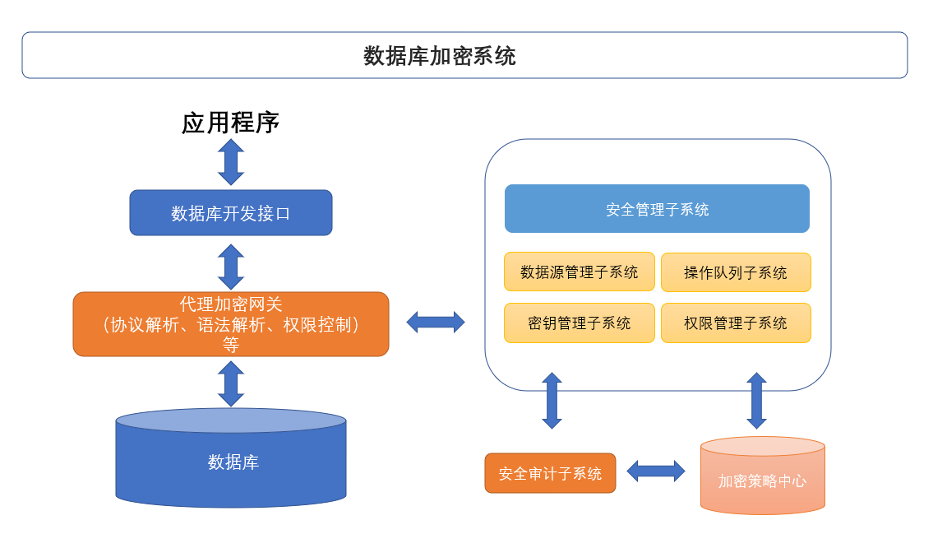 数据库加密系统
应用程序
数据库开发接口
代理加密网关
（协议解析、语法解析、权限控制）
等
数据库
安全管理子系统
数据源管理子系统
操作队列子系统
密钥管理子系统
权限管理子系统
安全审计子系统
加密策略中心